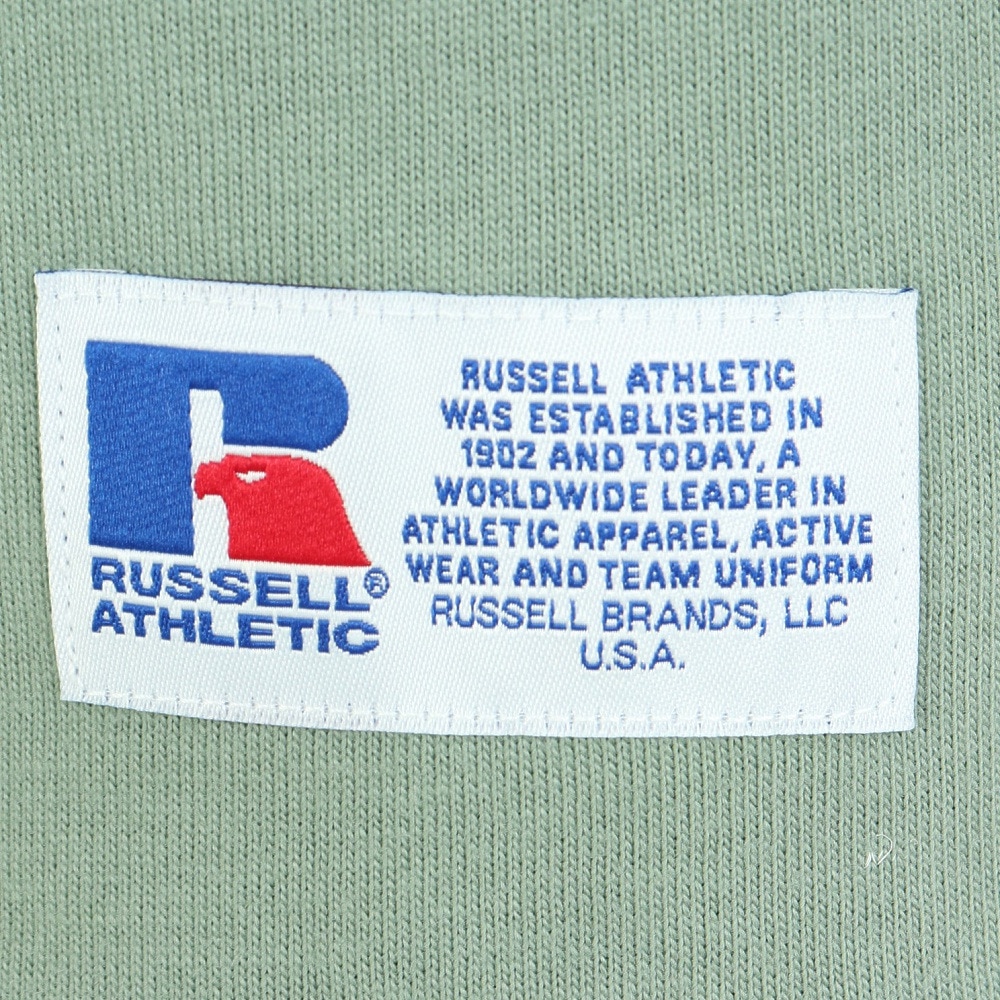 RUSSELL®
ATHLETIC
RUSSELL ATHLETIC
WAS ESTABLISHED IN
1902 AND TODAY, A
WORLDWIDE LEADER IN
ATHLETIC APPAREL, ACTIVE
WEAR AND TEAM UNIFORM
RUSSELL BRANDS, LLC
U.S.A.